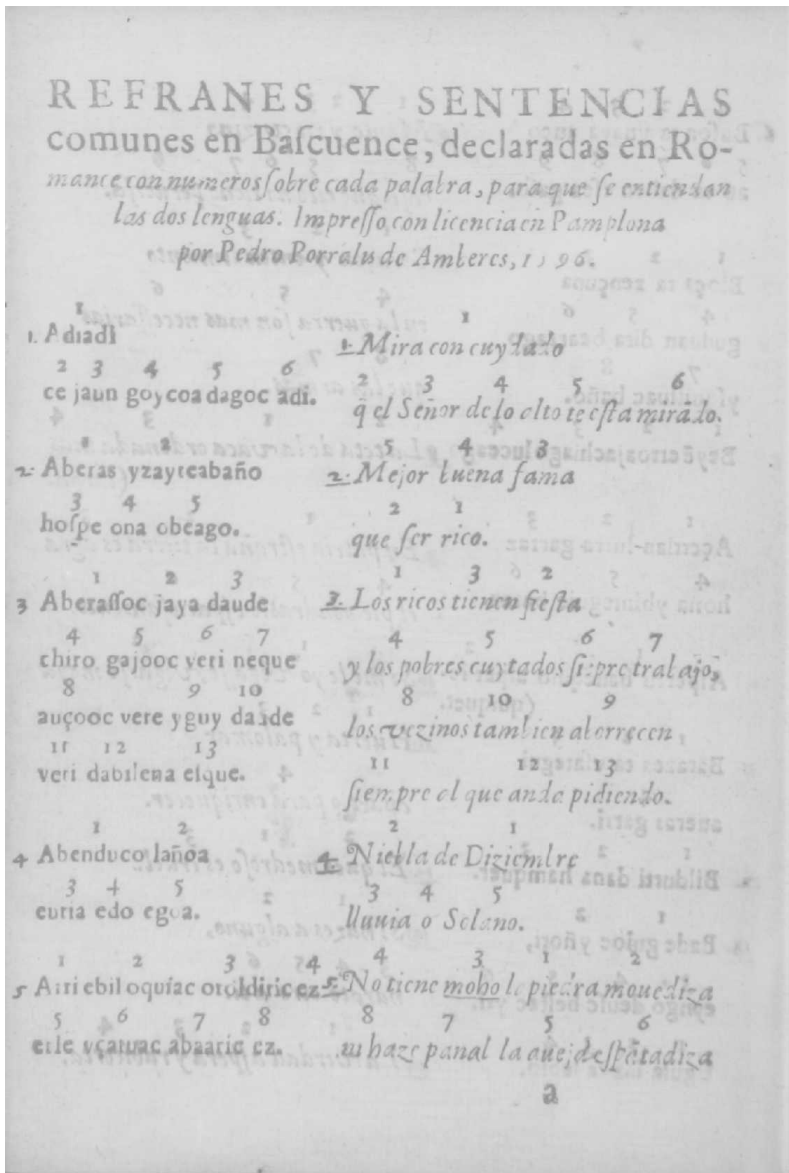 REFRANES Y SENTENCIAS
comunes en Baſcuence, declaradas en Ro-
mance con numeros ſobre cada palabra, para que ſe entiendan
las dos lenguas. Impreſſo con licencia en Pamplona
por Pedro Porralis de Amberes, 1596.
1
1. Adiadi
2 3 4 5 6
ce jaun goycoa dagoc adi.
1
1. Mira con cuydado
2 3 4 5 6
q̃ el Señor de lo alto te eſta mirãdo.
1 2
2. Aberas yzayteabaño
3 4 5
hoſpe ona obeago.
5 4 3
2. Mejor buena fama
2 1
que ſer rico.
1 2 3
3 Aberaſſoc jaya daude
4 5 6 7
chiro gajooc veri neque
8 9 10
auçooc vere yguy daude
11 12 13
veri dabilena eſque.
1 3 2
3. Los ricos tienen fieſta
4 5 6 7
y los pobres cuytados ſiẽpre trabajo,
8 10 9
los vezinos tambien aborrecen
11 12 13
ſiempre el que anda pidiendo.
1 2
4 Abenduco lañoa
3 4 5
euria edo egoa.
2 1
4. Niebla de Diziembre
3 4 5
lluuia o Solano.
1 2 3 4
5 Arri ebil oquíac oroldiric ez
5 6 7 8
erle vçatuac abaaric ez.
4 3 1 2
5. No tiene moho la piedra mouediza
8 7 5 6
ni haze panal la aueja eſpãtadiza
a